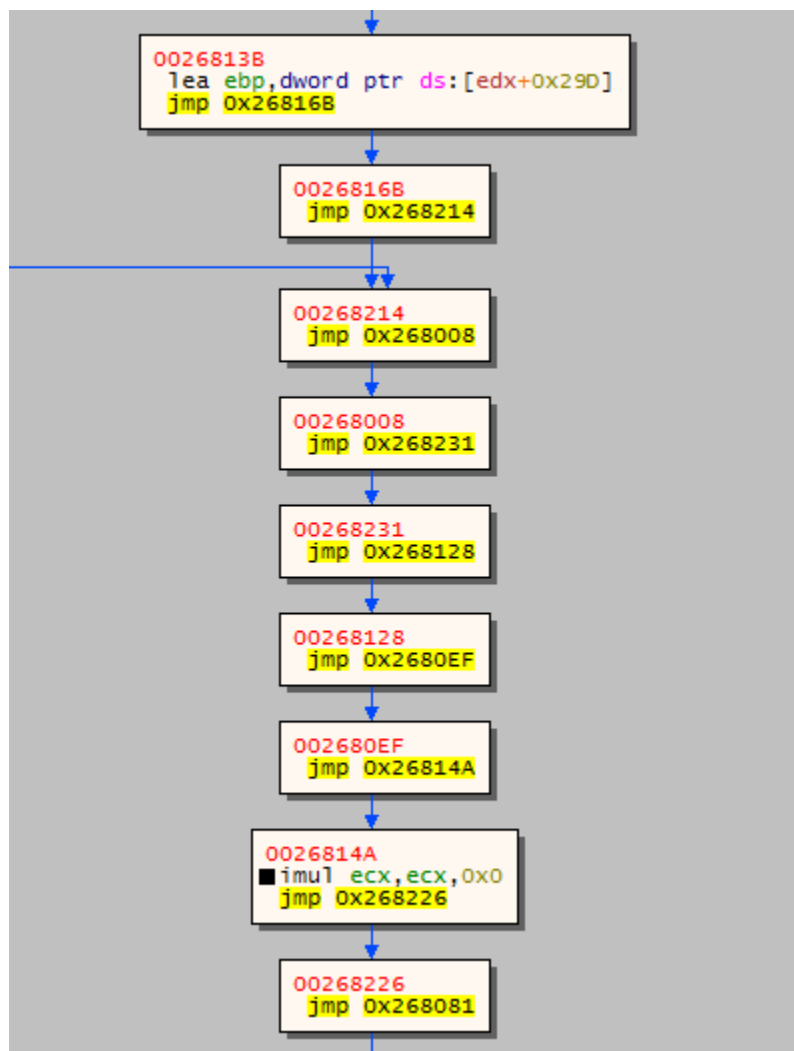 0026813B
lea ebp,dword ptr ds:[edx+0x29D]
jmp 0x26816B
0026816B
jmp 0x268214
00268214
jmp 0x268008
00268008
jmp 0x268231
00268231
jmp 0x268128
00268128
jmp 0x2680EF
002680EF
jmp 0x26814A
0026814A
imul ecx,ecx,0x0
jmp 0x268226
00268226
jmp 0x268081